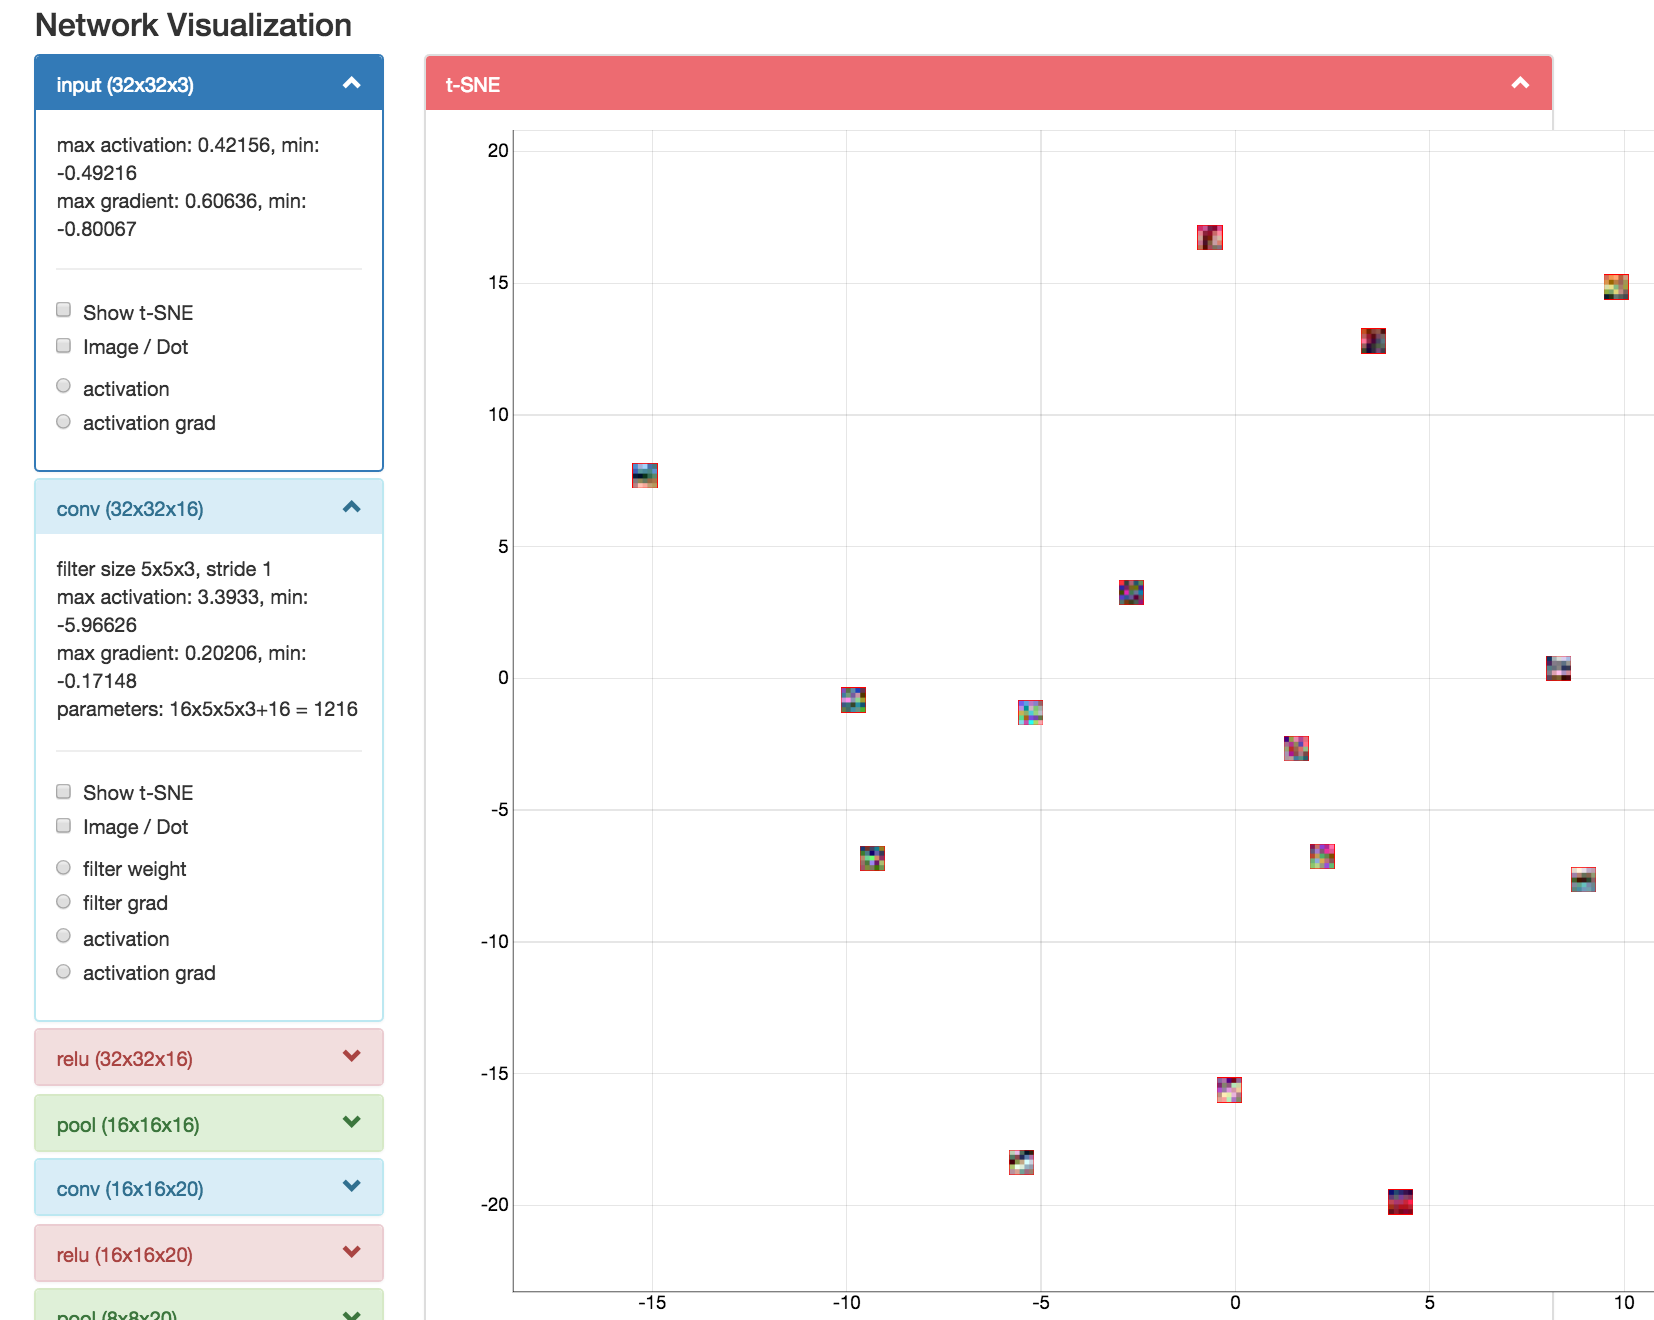 Network Visualization
input (32x32x3)
max activation: 0.42156, min:
-0.49216
max gradient: 0.60636, min:
-0.80067
Show t-SNE
Image / Dot
activation
activation grad
conv (32x32x16)
filter size 5x5x3, stride 1
max activation: 3.3933, min:
-5.96626
max gradient: 0.20206, min:
-0.17148
parameters: 16x5x5x3+16 = 1216
Show t-SNE
Image / Dot
filter weight
filter grad
activation
activation grad
relu (32x32x16)
pool (16x16x16)
conv (16x16x20)
relu (16x16x20)
pool (8x8x20)
t-SNE
20
15
10
5
0
-5
-10
-15
-20
-15 -10 -5 0 5 10